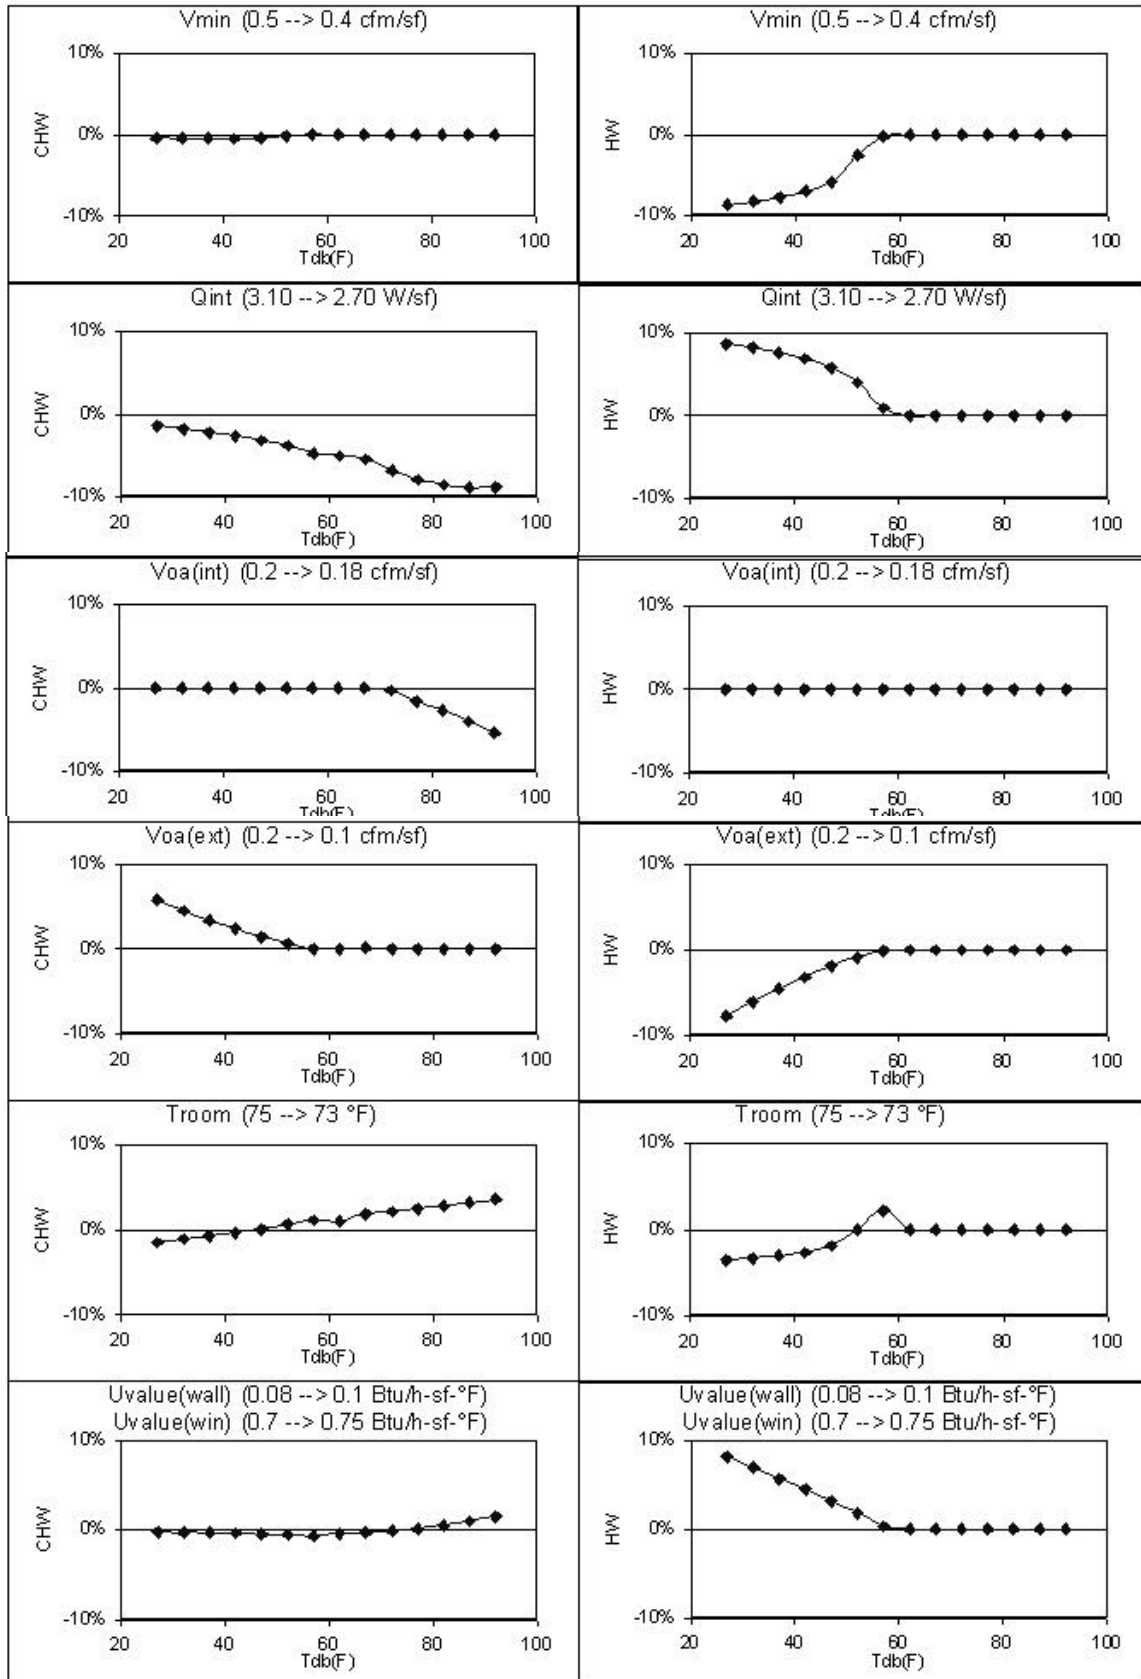 Vmin (0.5 --> 0.4 cfm/sf)
10%
0%
-10%
CHW
20 40 60 80 100
Tdb(F)
Vmin (0.5 --> 0.4 cfm/sf)
10%
0%
-10%
HW
20 40 60 80 100
Tdb(F)
Qint (3.10 --> 2.70 W/sf)
10%
0%
-10%
CHW
20 40 60 80 100
Tdb(F)
Qint (3.10 --> 2.70 W/sf)
10%
0%
-10%
HW
20 40 60 80 100
Tdb(F)
Voa(int) (0.2 --> 0.18 cfm/sf)
10%
0%
-10%
CHW
20 40 60 80 100
Tdb(F)
Voa(int) (0.2 --> 0.18 cfm/sf)
10%
0%
-10%
HW
20 40 60 80 100
Tdb(F)
Voa(ext) (0.2 --> 0.1 cfm/sf)
10%
0%
-10%
CHW
20 40 60 80 100
Tdb(F)
Voa(ext) (0.2 --> 0.1 cfm/sf)
10%
0%
-10%
HW
20 40 60 80 100
Tdb(F)
Troom (75 --> 73 °F)
10%
0%
-10%
CHW
20 40 60 80 100
Tdb(F)
Troom (75 --> 73 °F)
10%
0%
-10%
HW
20 40 60 80 100
Tdb(F)
Uvalue(wall) (0.08 --> 0.1 Btu/h-sf-°F)
Uvalue(win) (0.7 --> 0.75 Btu/h-sf-°F)
10%
0%
-10%
CHW
20 40 60 80 100
Tdb(F)
Uvalue(wall) (0.08 --> 0.1 Btu/h-sf-°F)
Uvalue(win) (0.7 --> 0.75 Btu/h-sf-°F)
10%
0%
-10%
HW
20 40 60 80 100
Tdb(F)